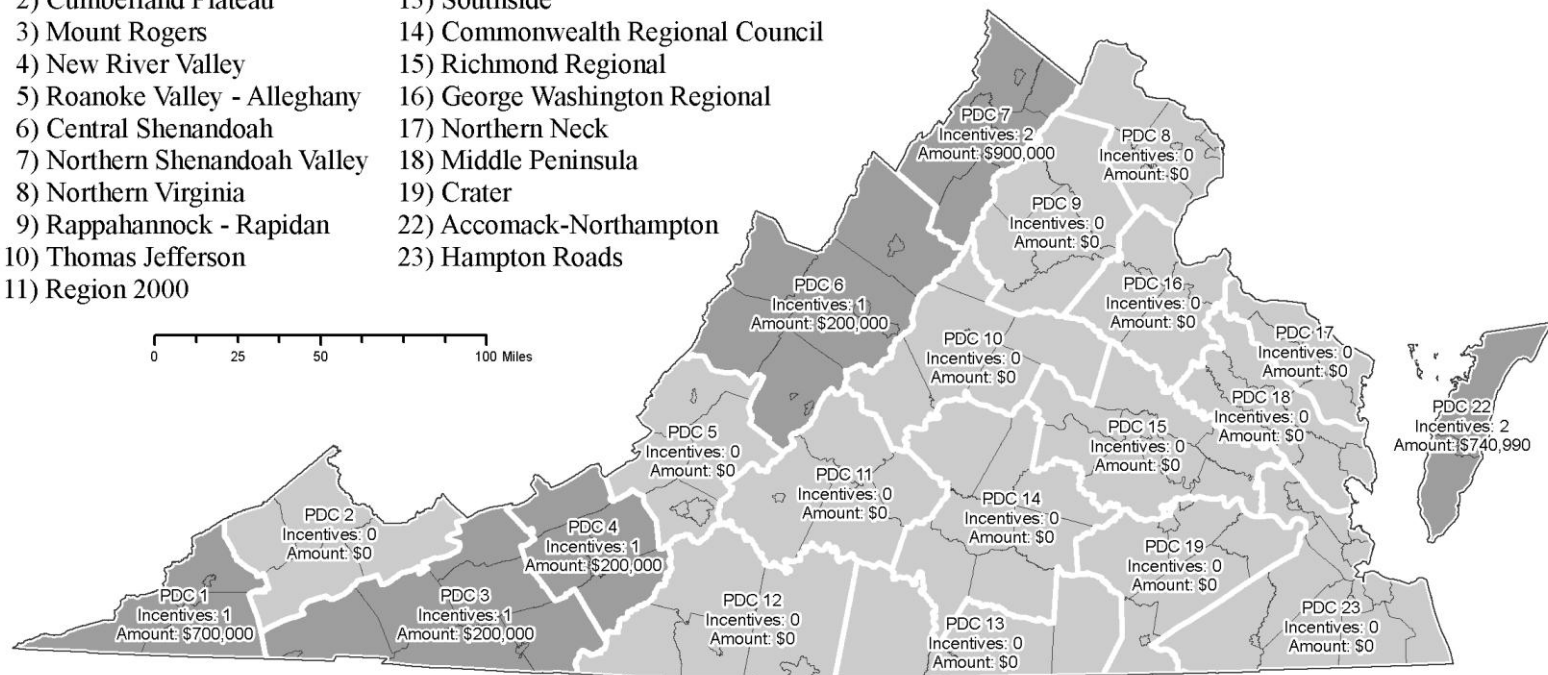 2) Cumberland Plateau
3) Mount Rogers
4) New River Valley
5) Roanoke Valley - Alleghany
6) Central Shenandoah
7) Northern Shenandoah Valley
8) Northern Virginia
9) Rappahannock - Rapidan
10) Thomas Jefferson
11) Region 2000
13) Southside
14) Commonwealth Regional Council
15) Richmond Regional
16) George Washington Regional
17) Northern Neck
18) Middle Peninsula
19) Crater
22) Accomack-Northampton
23) Hampton Roads
0 25 50 100 Miles
PDC 7
Incentives: 2
Amount: $900,000
PDC 8
Incentives: 0
Amount: $0
PDC 9
Incentives: 0
Amount: $0
PDC 6
Incentives: 1
Amount: $200,000
PDC 16
Incentives: 0
Amount: $0
PDC 10
Incentives: 0
Amount: $0
PDC 17
Incentives: 0
Amount: $0
PDC 18
Incentives: 0
Amount: $0
PDC 22
Incentives: 2
Amount: $740,990
PDC 5
Incentives: 0
Amount: $0
PDC 15
Incentives: 0
Amount: $0
PDC 11
Incentives: 0
Amount: $0
PDC 14
Incentives: 0
Amount: $0
PDC 2
Incentives: 0
Amount: $0
PDC 4
Incentives: 1
Amount: $200,000
PDC 19
Incentives: 0
Amount: $0
PDC 1
Incentives: 1
Amount: $700,000
PDC 3
Incentives: 1
Amount: $200,000
PDC 12
Incentives: 0
Amount: $0
PDC 13
Incentives: 0
Amount: $0
PDC 23
Incentives: 0
Amount: $0